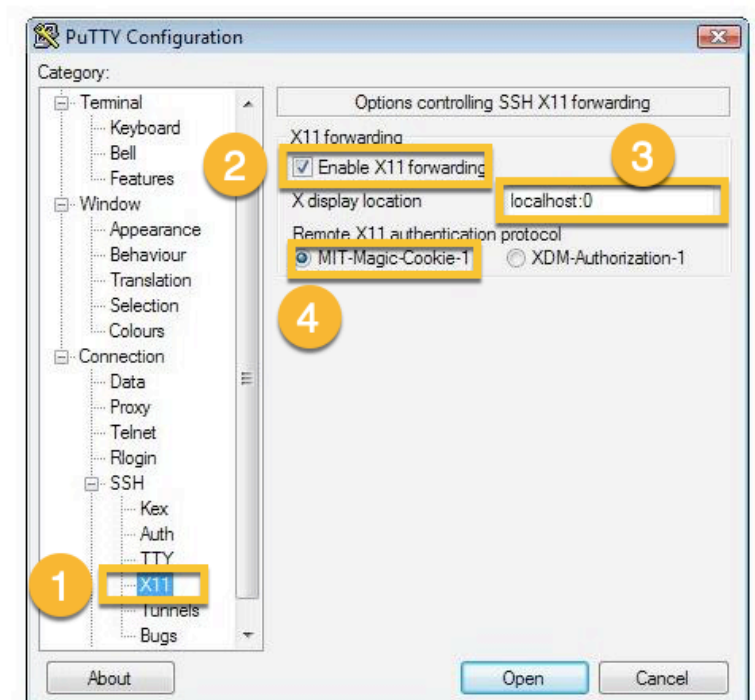 PuTTY Configuration
Category:
Terminal
Keyboard
Bell
Features
Window
Appearance
Behaviour
Translation
Selection
Colours
Connection
Data
Proxy
Telnet
Rlogin
SSH
Kex
Auth
TTY
1
X11
Tunnels
Bugs
Options controlling SSH X11 forwarding
X11 forwarding
2
Enable X11 forwarding
3
X display location localhost:0
Remote X11 authentication protocol
MIT-Magic-Cookie-1 XDM-Authorization-1
4
About Open Cancel